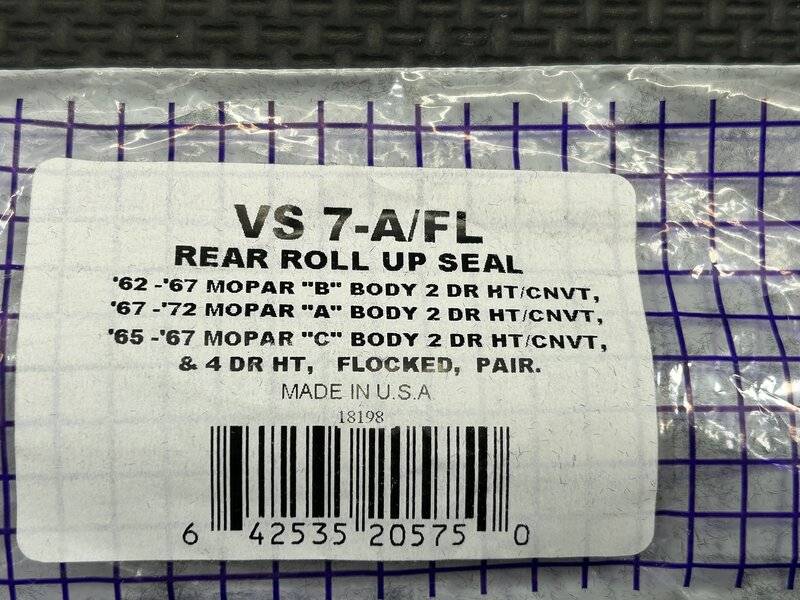 VS 7-A/FL
REAR ROLL UP SEAL
'62 -'67 MOPAR "B" BODY 2 DR HT/CNVT,
'67 -'72 MOPAR "A" BODY 2 DR HT/CNVT,
'65 -'67 MOPAR "C" BODY 2 DR HT/CNVT,
& 4 DR HT, FLOCKED, PAIR.
MADE IN U.S.A
18198
6 42535 20575 0